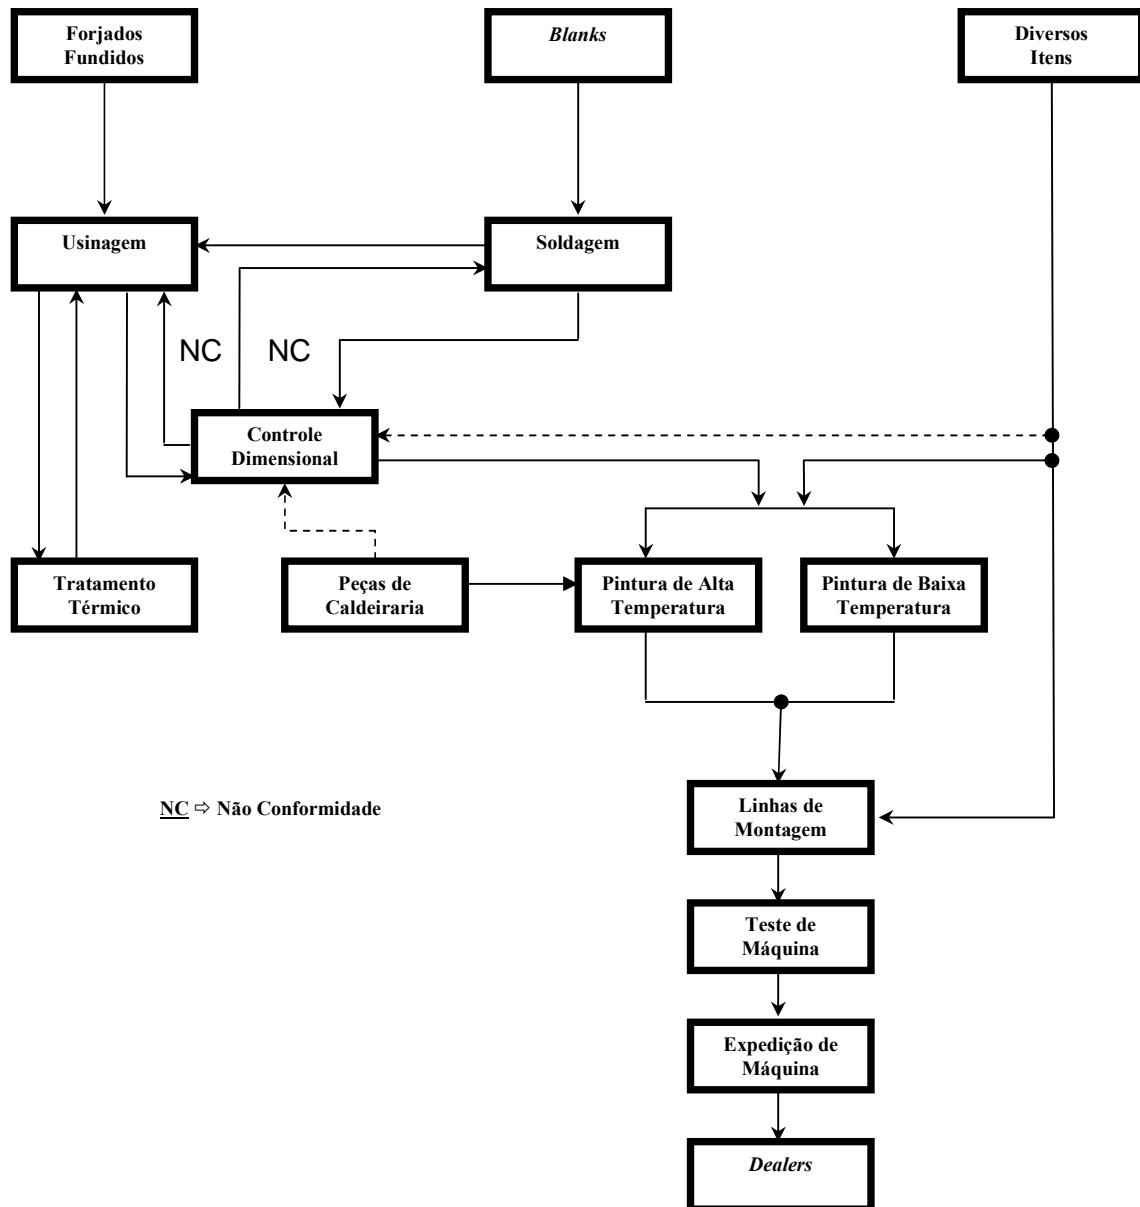 Forjados
Fundidos
Blanks
Diversos
Itens
Usinagem
Soldagem
NC
NC
Controle
Dimensional
Tratamento
Térmico
Peças de
Caldeiraria
Pintura de Alta
Temperatura
Pintura de Baixa
Temperatura
NC ⇨ Não Conformidade
Linhas de
Montagem
Teste de
Máquina
Expedição de
Máquina
Dealers